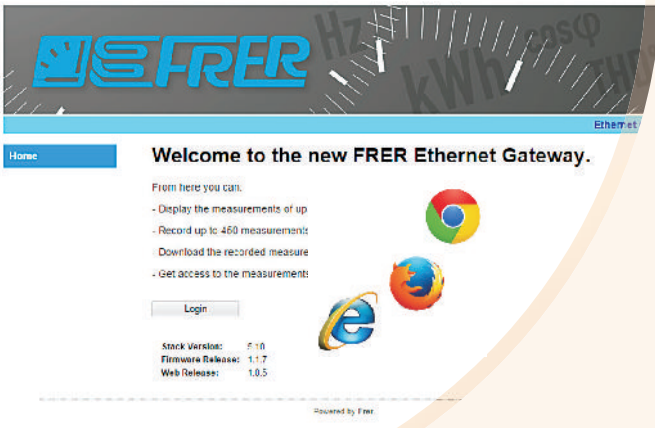 FRER
Hz
kWh
cosφ
THD
Ethernet
Home
Welcome to the new FRER Ethernet Gateway.
From here you can:
- Display the measurements of up
- Record up to 460 measurements
- Download the recorded measure
- Get access to the measurements
Login
Stack Version: 5.10
Firmware Release: 1.1.7
Web Release: 1.0.5
Powered by Frer